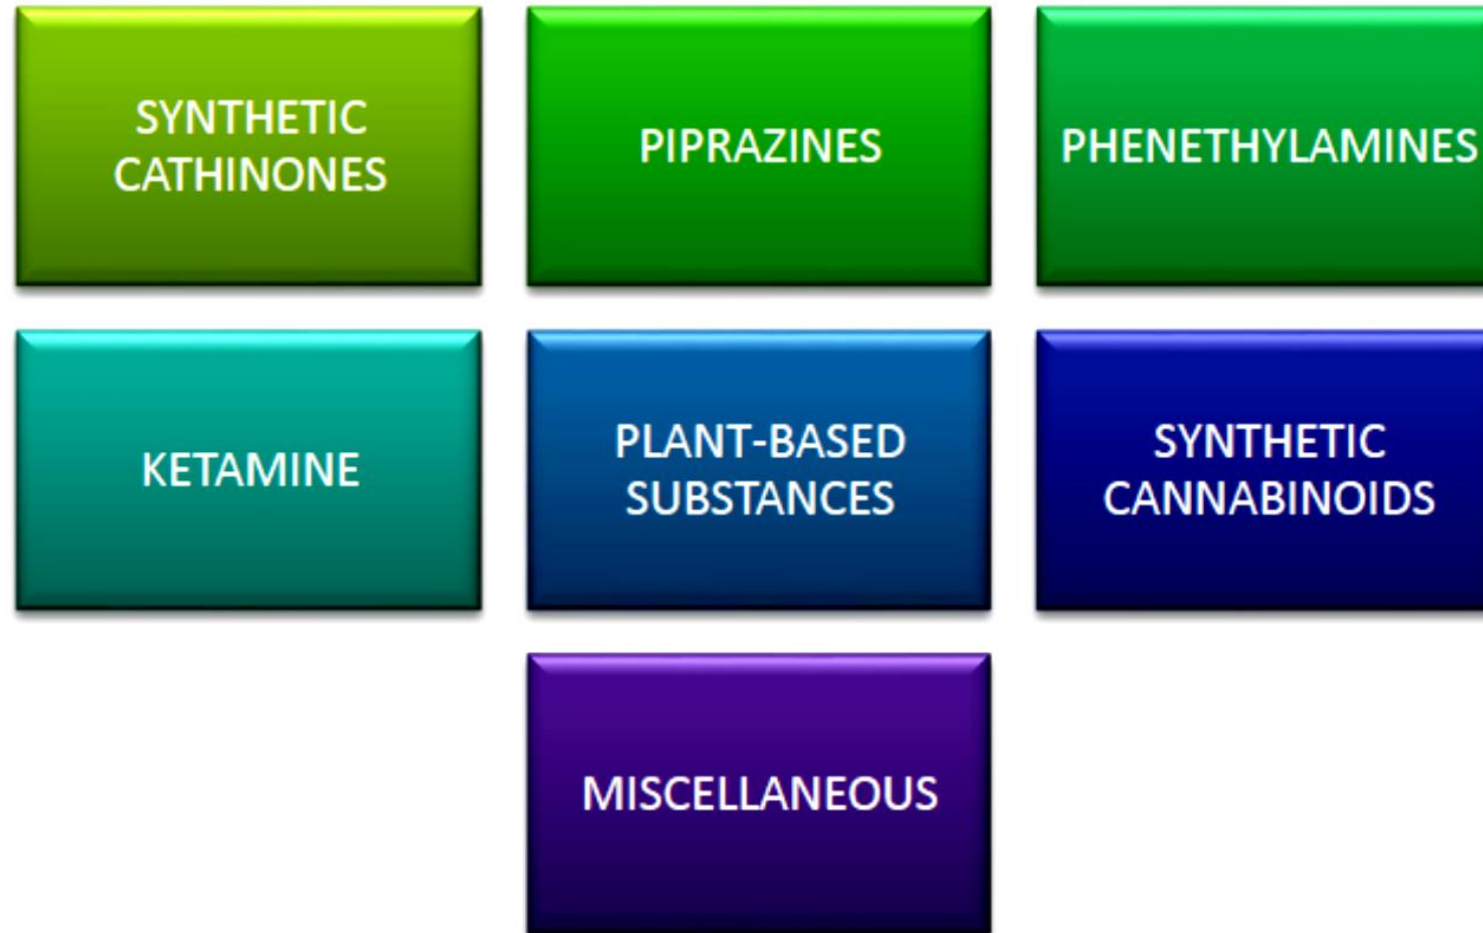 SYNTHETIC
CATHINONES
PIPRAZINES
PHENETHYLAMINES
KETAMINE
PLANT-BASED
SUBSTANCES
SYNTHETIC
CANNABINOIDS
MISCELLANEOUS